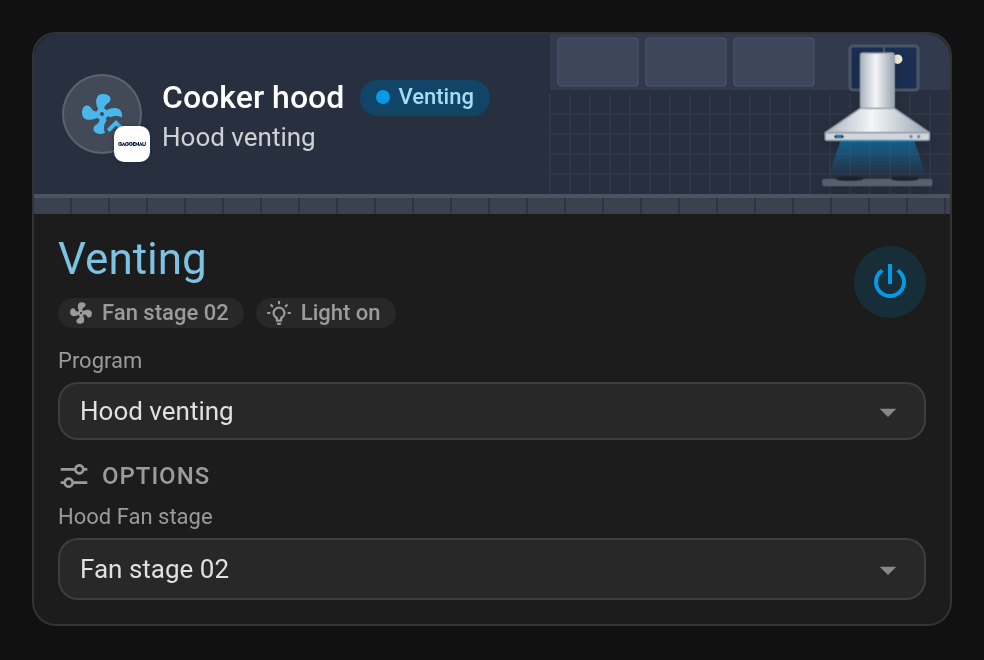 Cooker hood
Venting
Hood venting
GAGGENAU
Venting
Fan stage 02
Light on
Program
Hood venting
OPTIONS
Hood Fan stage
Fan stage 02